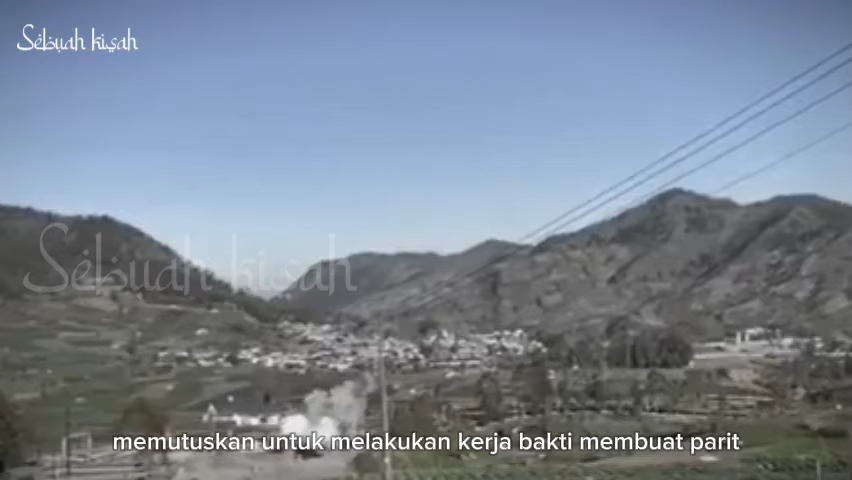 Sebuah kisah
Sebuah kisah
memutuskan untuk melakukan kerja bakti membuat parit